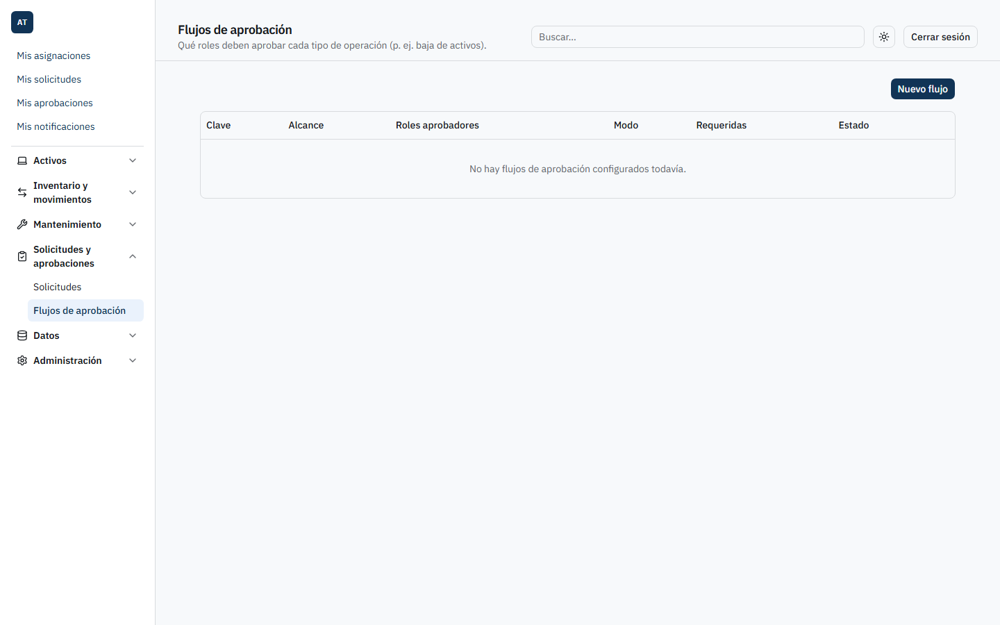 AT
Mis asignaciones
Mis solicitudes
Mis aprobaciones
Mis notificaciones
Activos
Inventario y
movimientos
Mantenimiento
Solicitudes y
aprobaciones
Solicitudes
Flujos de aprobación
Datos
Administración
Flujos de aprobación
Qué roles deben aprobar cada tipo de operación (p. ej. baja de activos).
Buscar...
Cerrar sesión
Nuevo flujo
Clave Alcance Roles aprobadores Modo Requeridas Estado
No hay flujos de aprobación configurados todavía.